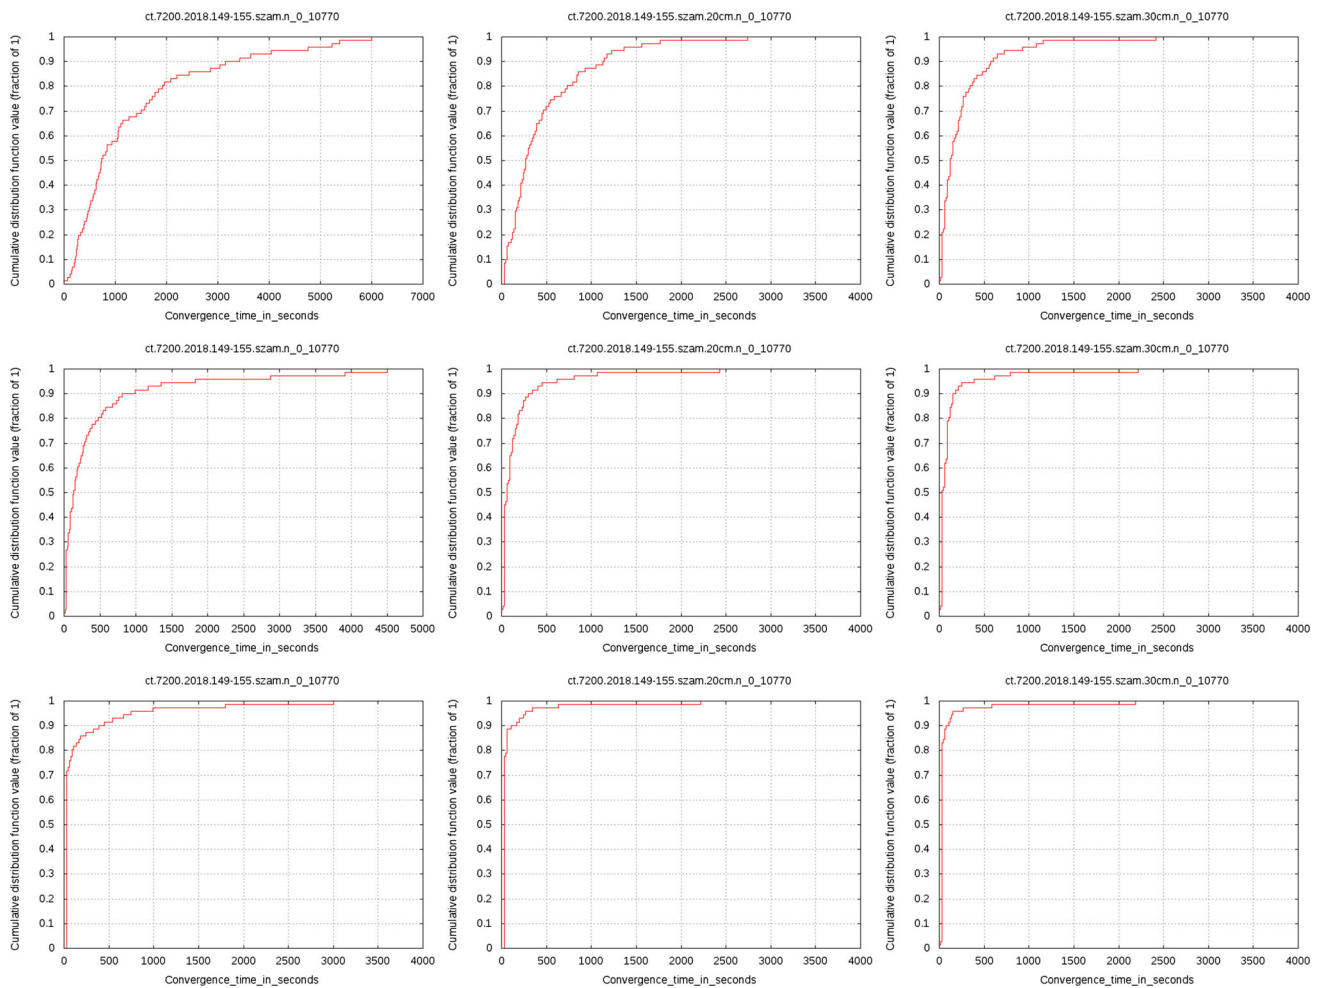 ct.7200.2018.149-155.szam.n_0_10770
Cumulative distribution function value (fraction of 1)
1
0.9
0.8
0.7
0.6
0.5
0.4
0.3
0.2
0.1
0
0 1000 2000 3000 4000 5000 6000 7000
Convergence_time_in_seconds
ct.7200.2018.149-155.szam.20cm.n_0_10770
Cumulative distribution function value (fraction of 1)
1
0.9
0.8
0.7
0.6
0.5
0.4
0.3
0.2
0.1
0
0 500 1000 1500 2000 2500 3000 3500 4000
Convergence_time_in_seconds
ct.7200.2018.149-155.szam.30cm.n_0_10770
Cumulative distribution function value (fraction of 1)
1
0.9
0.8
0.7
0.6
0.5
0.4
0.3
0.2
0.1
0
0 500 1000 1500 2000 2500 3000 3500 4000
Convergence_time_in_seconds
ct.7200.2018.149-155.szam.n_0_10770
Cumulative distribution function value (fraction of 1)
1
0.9
0.8
0.7
0.6
0.5
0.4
0.3
0.2
0.1
0
0 500 1000 1500 2000 2500 3000 3500 4000 4500 5000
Convergence_time_in_seconds
ct.7200.2018.149-155.szam.20cm.n_0_10770
Cumulative distribution function value (fraction of 1)
1
0.9
0.8
0.7
0.6
0.5
0.4
0.3
0.2
0.1
0
0 500 1000 1500 2000 2500 3000 3500 4000
Convergence_time_in_seconds
ct.7200.2018.149-155.szam.30cm.n_0_10770
Cumulative distribution function value (fraction of 1)
1
0.9
0.8
0.7
0.6
0.5
0.4
0.3
0.2
0.1
0
0 500 1000 1500 2000 2500 3000 3500 4000
Convergence_time_in_seconds
ct.7200.2018.149-155.szam.n_0_10770
Cumulative distribution function value (fraction of 1)
1
0.9
0.8
0.7
0.6
0.5
0.4
0.3
0.2
0.1
0
0 500 1000 1500 2000 2500 3000 3500 4000
Convergence_time_in_seconds
ct.7200.2018.149-155.szam.20cm.n_0_10770
Cumulative distribution function value (fraction of 1)
1
0.9
0.8
0.7
0.6
0.5
0.4
0.3
0.2
0.1
0
0 500 1000 1500 2000 2500 3000 3500 4000
Convergence_time_in_seconds
ct.7200.2018.149-155.szam.30cm.n_0_10770
Cumulative distribution function value (fraction of 1)
1
0.9
0.8
0.7
0.6
0.5
0.4
0.3
0.2
0.1
0
0 500 1000 1500 2000 2500 3000 3500 4000
Convergence_time_in_seconds